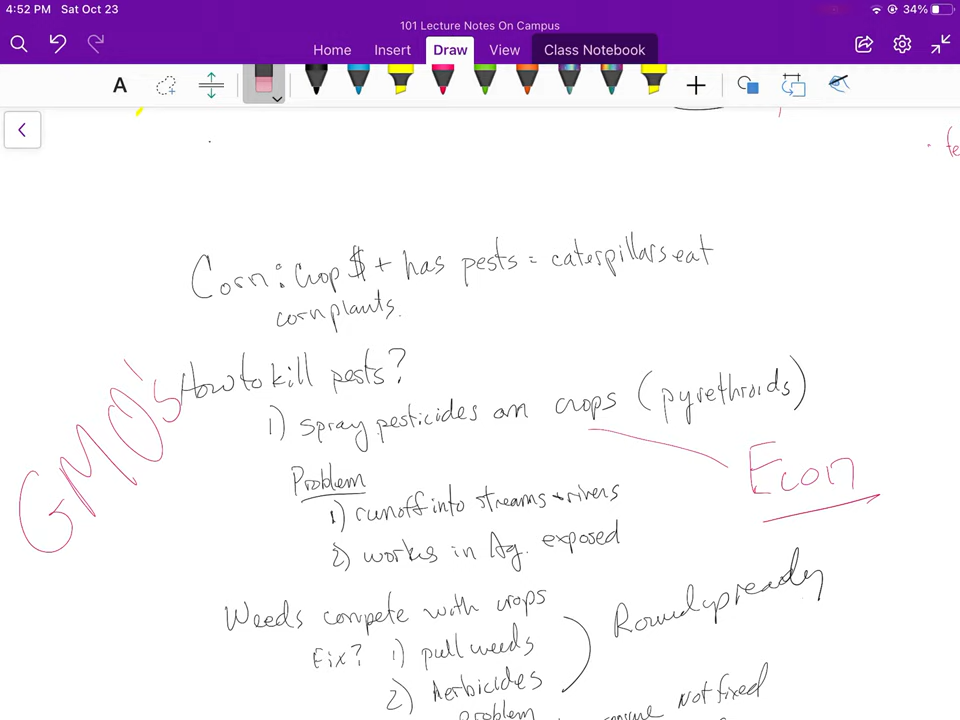 4:52 PM Sat Oct 23
34%
101 Lecture Notes On Campus
Home Insert Draw View Class Notebook
A
Corn: Crop $ + has pests = caterpillars eat
corn plants.
GMO's
How to kill pests?
1) spray pesticides on crops (pyrethroids)
Econ
Problem
1) runoff into streams + rivers
2) works in Ag. exposed
Weeds compete with crops
Fix? 1) pull weeds
Roundup ready
2) Herbicides
problem
not fixed